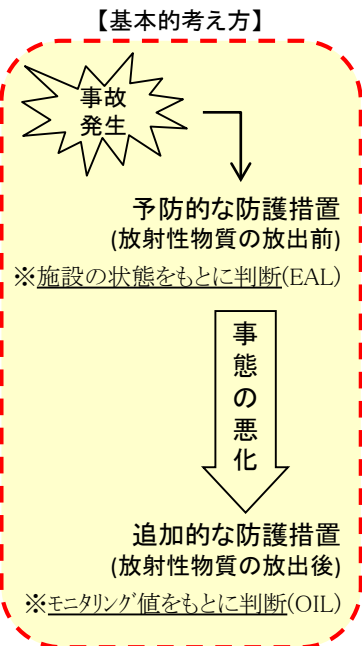 【基本的考え方】
事故
発生
予防的な防護措置
(放射性物質の放出前)
※施設の状態をもとに判断(EAL)
事
態
の
悪
化
追加的な防護措置
(放射性物質の放出後)
※ﾓﾆﾀﾘﾝｸﾞ値をもとに判断(OIL)